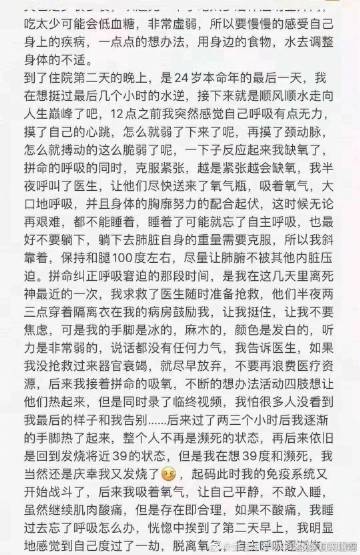 吃太少可能会低血糖，非常虚弱，所以要慢慢的感受自己
身上的疾病，一点点的想办法，用身边的食物，水去调整
身体的不适。
到了住院第二天的晚上，是24岁本命年的最后一天，我
在想挺过最后几个小时的水逆，接下来就是顺风顺水走向
人生巅峰了吧，12点之前我突然感觉自己呼吸有点无力，
摸了自己的心跳，怎么就弱了下来了呢，再摸了颈动脉，
怎么就搏动的这么脆弱了呢，一下子反应起来我缺氧了，
拼命的呼吸的同时，克服紧张，越是紧张越会缺氧，我半
夜呼叫了医生，让他们尽快送来了氧气瓶，吸着氧气，大
口地呼吸，并且和身体的胸廓努力的配合起伏，这时候无论
再艰难，都不能睡着，睡着了可能就忘了自主呼吸，也最
好不要躺下，躺下去肺脏自身的重量需要克服，所以我斜
靠着，保持和腿100度左右，尽量让肺腑不被其他内脏压
迫。拼命纠正呼吸窘迫的那段时间，是我在这几天里离死
神最近的一次，我求救了医生随时准备抢救，他们半夜两
三点穿着隔离衣在我的病房鼓励我，让我挺住，让我不要
焦虑，可是我的手脚是冰的，麻木的，颜色是发白的，听
力是非常弱的，说话都没有任何力气，我告诉医生，如果
我没抢救过来器官衰竭，就尽早放弃，不要再浪费医疗资
源，后来我接着拼命的吸氧，不断的想办法活动四肢想让
它们热起来，但是同时录了临终视频，我怕很多人没看到
我最后的样子和我告别……后来过了两三个小时后我逐渐
的手脚热了起来，整个人不再是濒死的状态，再后来依旧
是回到发烧将近39的状态，但是我在想39度和濒死，我
当然还是庆幸我又发烧了，起码此时我的免疫系统又
开始战斗了，后来我吸着氧气，让自己平静，不敢入睡，
虽然继续肌肉酸痛，但是存在即合理，如果不酸痛，我睡
过去忘了呼吸怎么办，恍惚中挨到了第二天早上，我明显
地感觉到自己度过了一劫，脱离氧气，自主呼吸